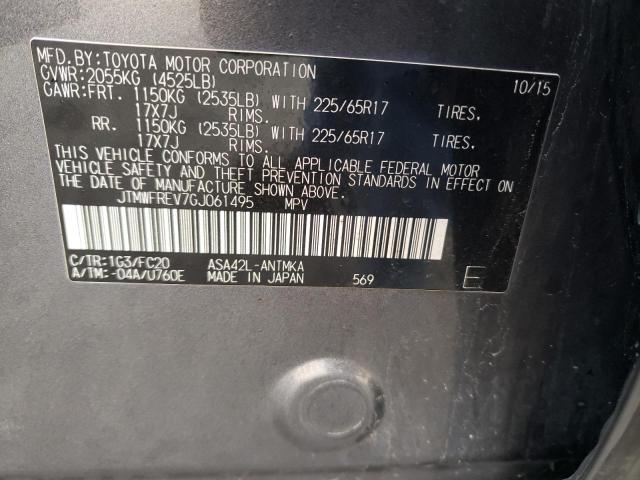 MFD.BY:TOYOTA MOTOR CORPORATION 10/15
GVWR:2055KG (4525LB)
GAWR:FRT. 1150KG (2535LB) WITH 225/65R17 TIRES,
17X7J RIMS.
RR. 1150KG (2535LB) WITH 225/65R17 TIRES,
17X7J RIMS.
THIS VEHICLE CONFORMS TO ALL APPLICABLE FEDERAL MOTOR
VEHICLE SAFETY AND THEFT PREVENTION STANDARDS IN EFFECT ON
THE DATE OF MANUFACTURE SHOWN ABOVE.
JTMWFREV7GJ061495 MPV
C/TR:1G3/FC20 ASA42L-ANTMKA
A/TM:-04A/U760E MADE IN JAPAN 569 E